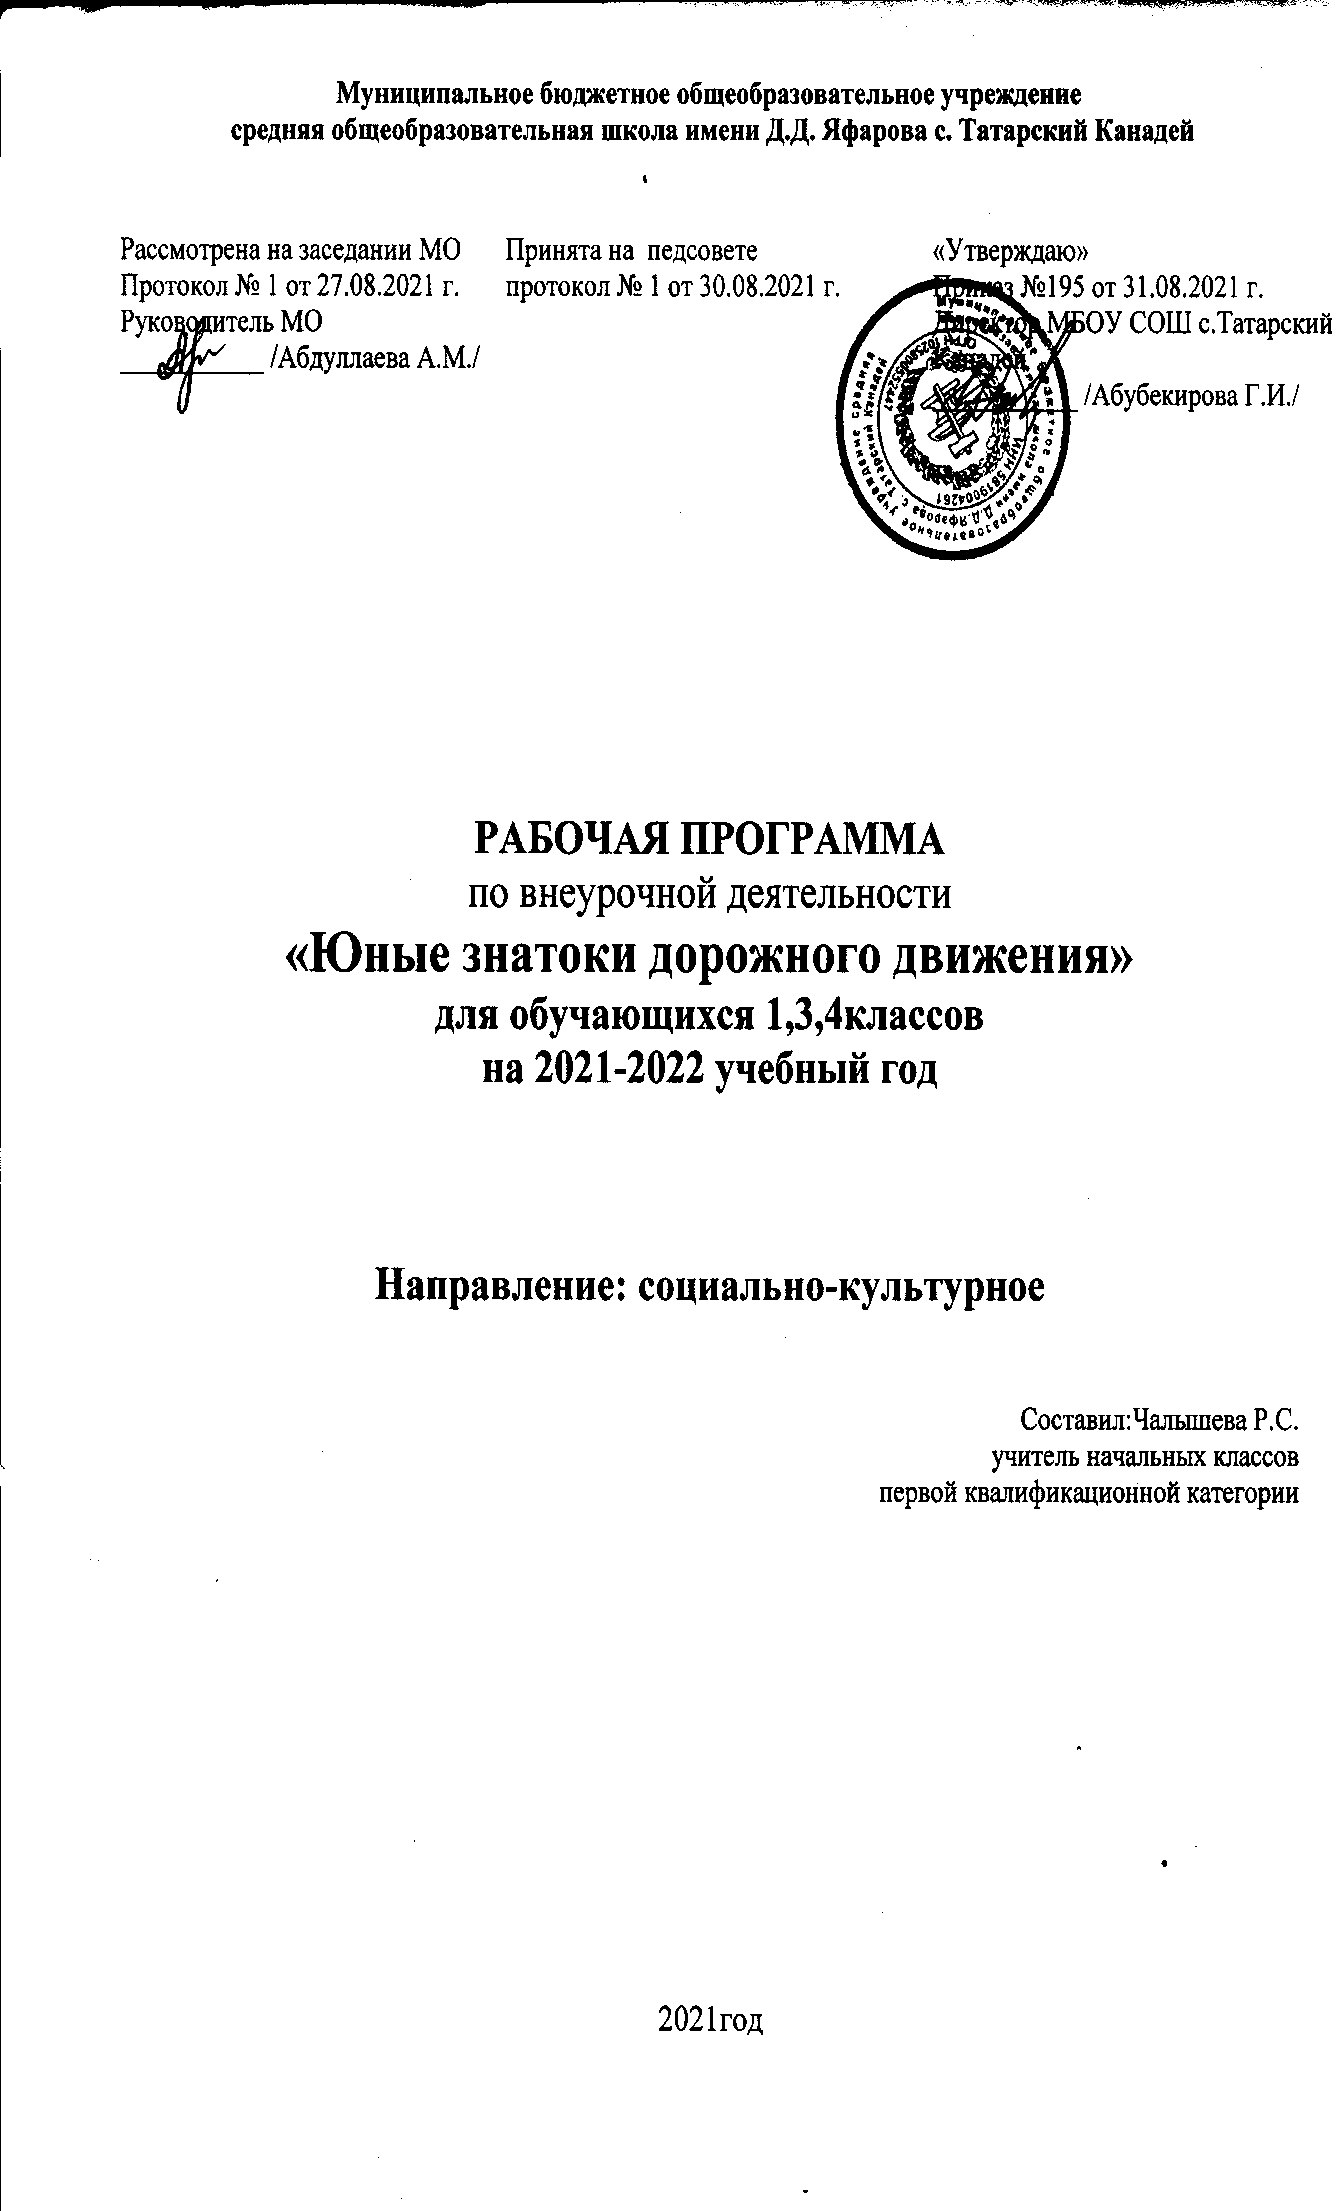 Муниципальное бюджетное общеобразовательное учреждение
средняя общеобразовательная школа имени Д.Д. Яфарова с. Татарский Канадей
Рассмотрена на заседании МО
Протокол № 1 от 27.08.2021 г.
Руководитель МО
/Абдуллаева А.М./
Принята на педсовете
протокол № 1 от 30.08.2021 г.
«Утверждаю»
Приказ №195 от 31.08.2021 г.
Директор МБОУ СОШ с.Татарский
Канадей
/Абубекирова Г.И./
ИНН 5819004261
РАБОЧАЯ ПРОГРАММА
по внеурочной деятельности
«Юные знатоки дорожного движения»
для обучающихся 1,3,4классов
на 2021-2022 учебный год
Направление: социально-культурное
Составил:Чалышева Р.С.
учитель начальных классов
первой квалификационной категории
2021год